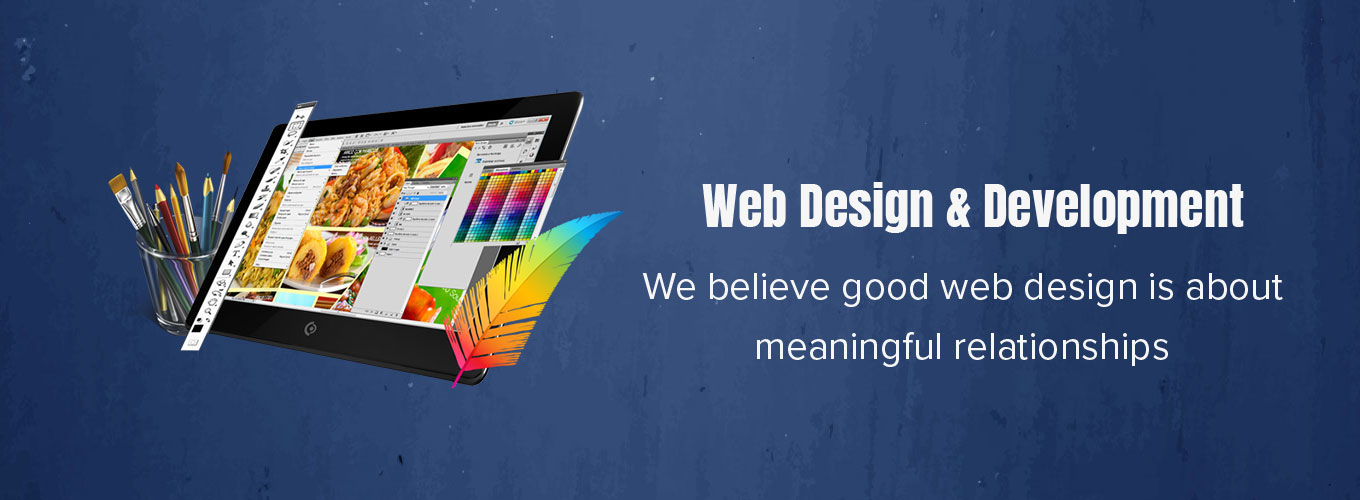 Web Design & Development
We believe good web design is about
meaningful relationships